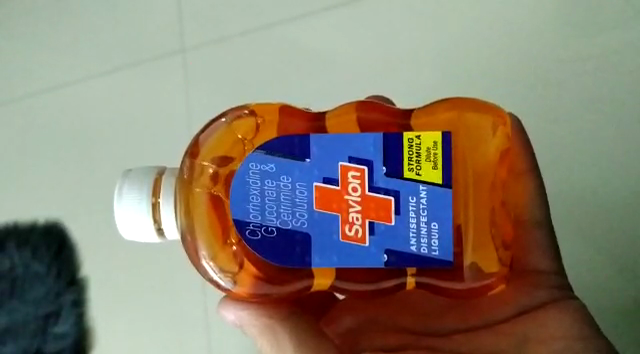 Chlorhexidine
Gluconate &
Cetrimide
Solution
Savlon
STRONG
FORMULA
Dilute
Before Use
ANTISEPTIC
DISINFECTANT
LIQUID